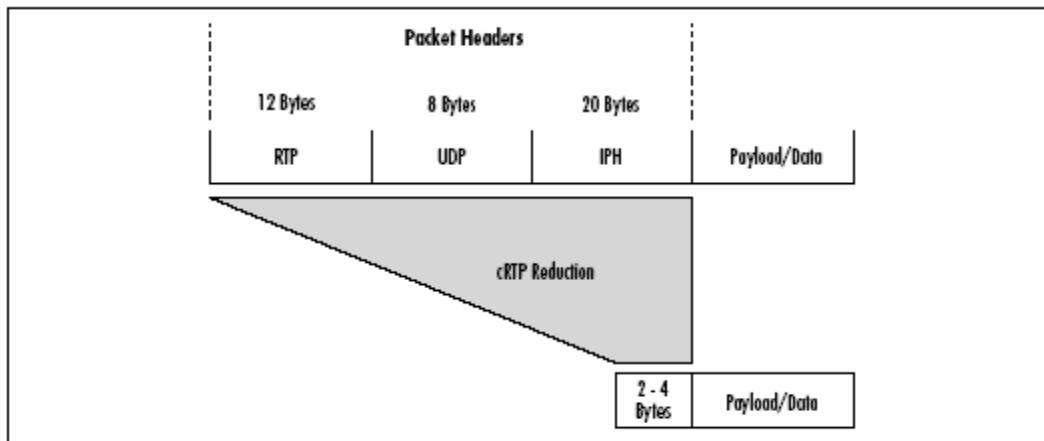 Packet Headers
12 Bytes 8 Bytes 20 Bytes
RTP UDP IPH Payload/Data
cRTP Reduction
2 - 4
Bytes
Payload/Data